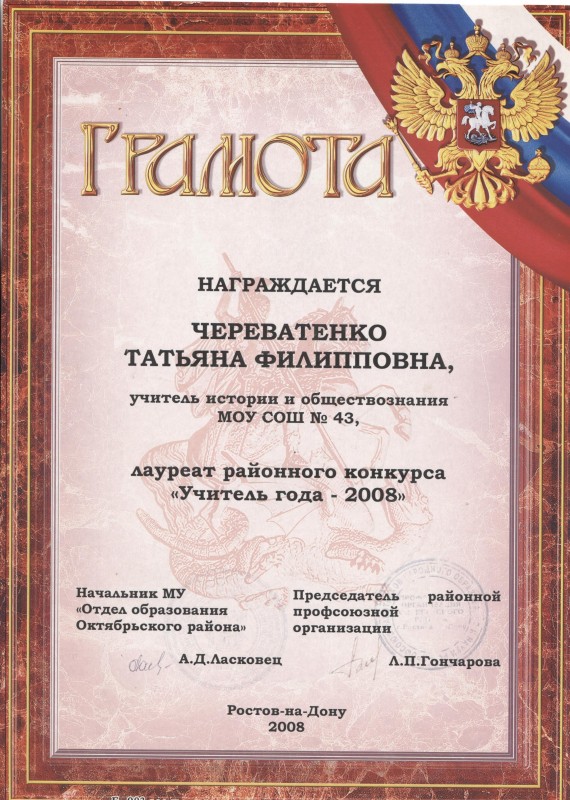 ГРАМОТА
НАГРАЖДАЕТСЯ
ЧЕРЕВАТЕНКО
ТАТЬЯНА ФИЛИППОВНА,
учитель истории и обществознания
МОУ СОШ № 43,
лауреат районного конкурса
«Учитель года - 2008»
Начальник МУ
«Отдел образования
Октябрьского района»
А.Д.Ласковец
Председатель районной
профсоюзной
организации
Л.П.Гончарова
Ростов-на-Дону
2008